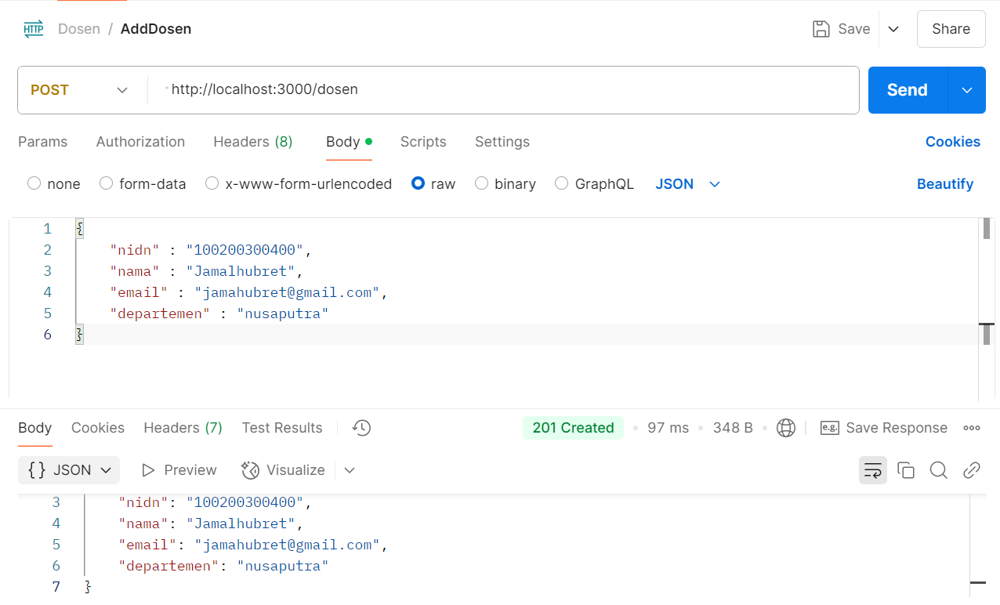 HTTP Dosen / AddDosen Save Share
POST http://localhost:3000/dosen Send
Params Authorization Headers (8) Body Scripts Settings Cookies
none form-data x-www-form-urlencoded raw binary GraphQL JSON Beautify
1 {
2 "nidn" : "100200300400",
3 "nama" : "Jamalhubret",
4 "email" : "jamahubret@gmail.com",
5 "departemen" : "nusaputra"
6 }
Body Cookies Headers (7) Test Results 201 Created 97 ms 348 B e.g. Save Response
{} JSON Preview Visualize
3 "nidn": "100200300400",
4 "nama": "Jamalhubret",
5 "email": "jamahubret@gmail.com",
6 "departemen": "nusaputra"
7 }